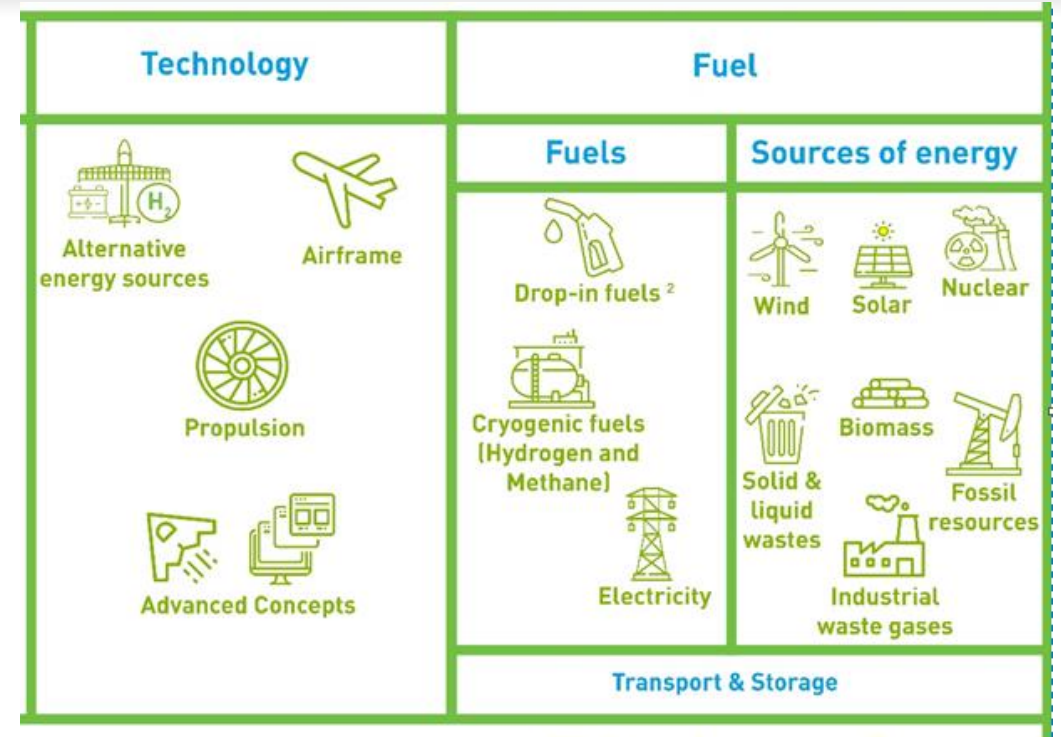 Technology
Fuel
H2
Alternative
energy sources
Airframe
Propulsion
Advanced Concepts
Fuels
Drop-in fuels 2
Cryogenic fuels
(Hydrogen and
Methane)
Electricity
Sources of energy
Wind
Solar
Nuclear
Solid &
liquid
wastes
Biomass
Fossil
resources
Industrial
waste gases
Transport & Storage